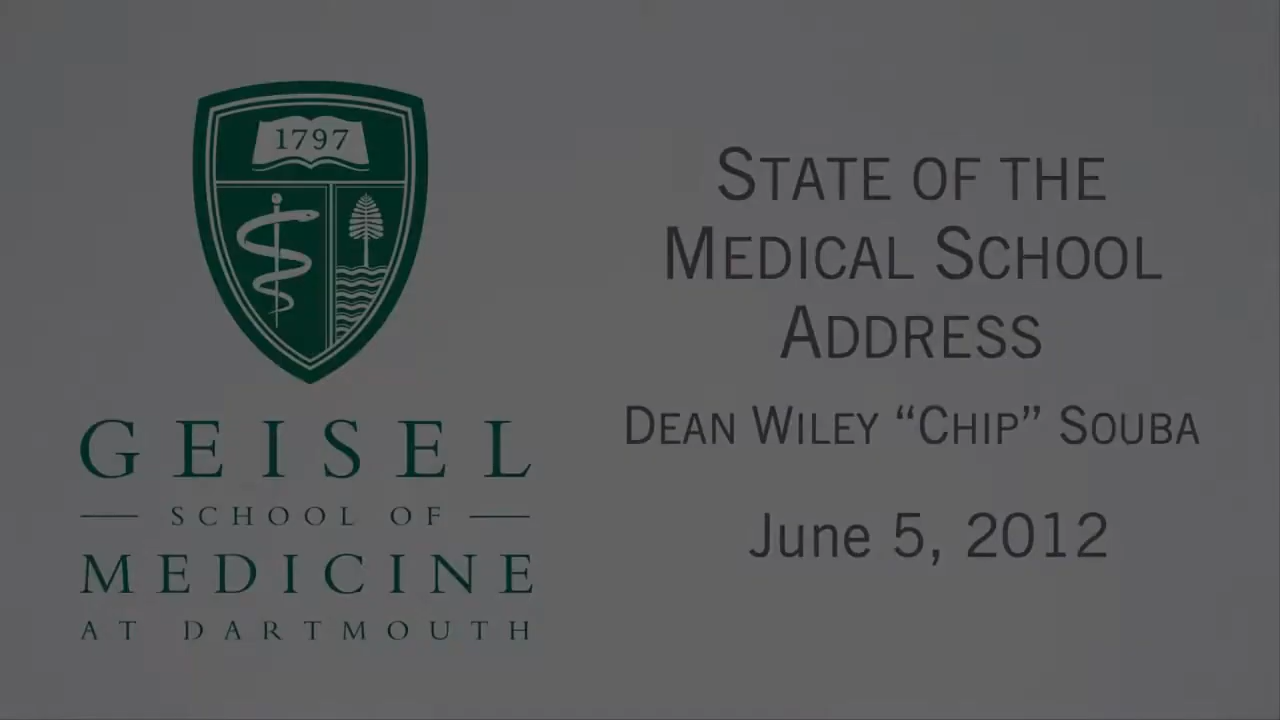 1797
GEISEL
SCHOOL OF
MEDICINE
AT DARTMOUTH
STATE OF THE
MEDICAL SCHOOL
ADDRESS
DEAN WILEY “CHIP” SOUBA
June 5, 2012